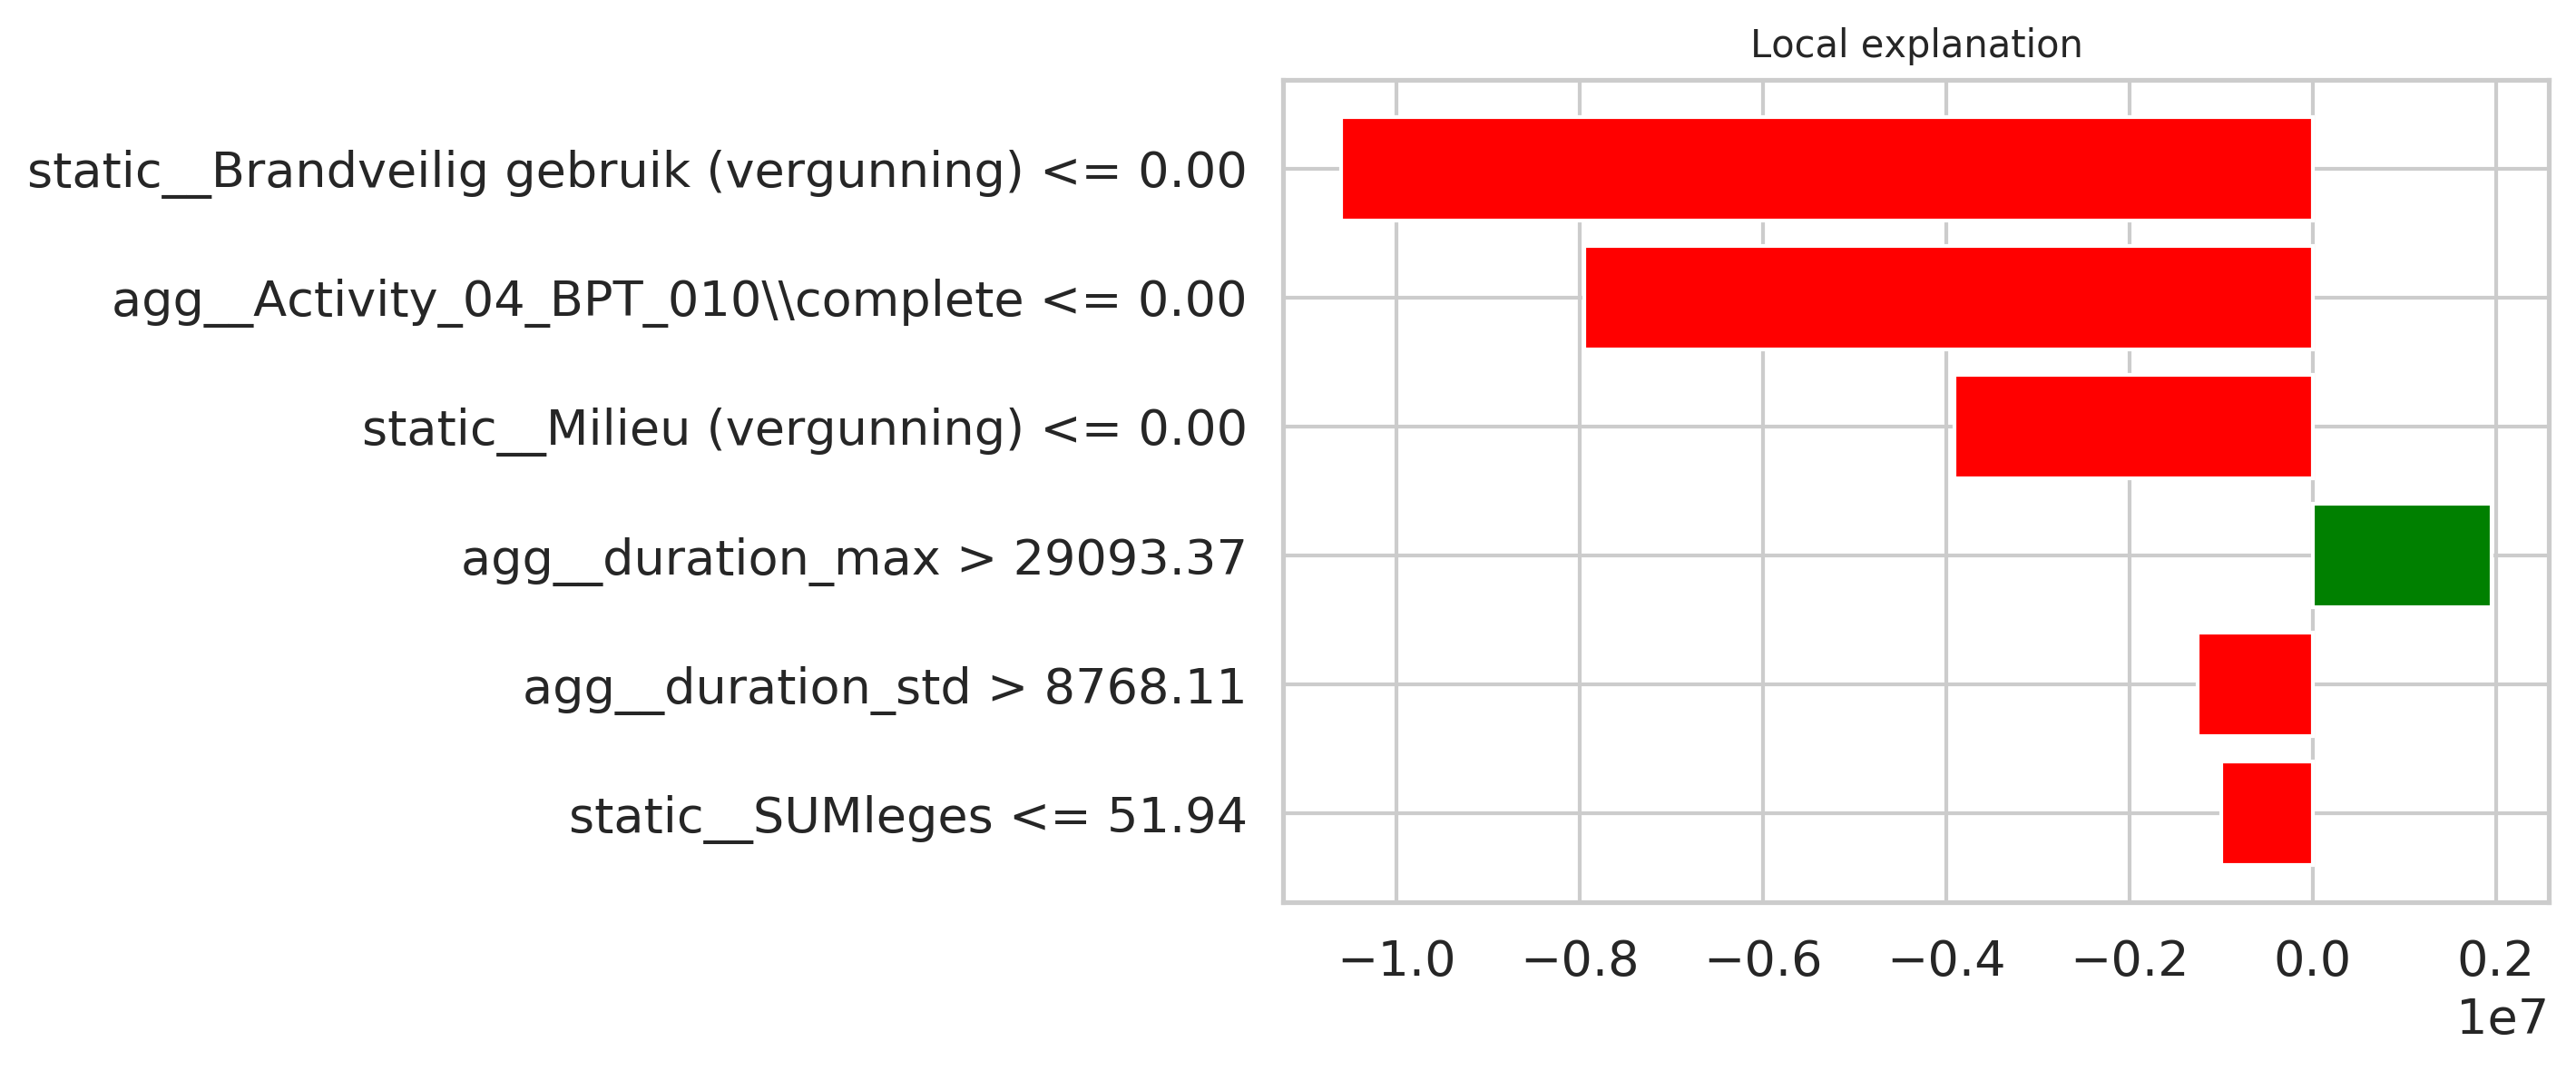 Local explanation
static__Brandveilig gebruik (vergunning) <= 0.00
agg__Activity_04_BPT_010\\complete <= 0.00
static__Milieu (vergunning) <= 0.00
agg__duration_max > 29093.37
agg__duration_std > 8768.11
static__SUMleges <= 51.94
−1.0 −0.8 −0.6 −0.4 −0.2 0.0 0.2
1e7